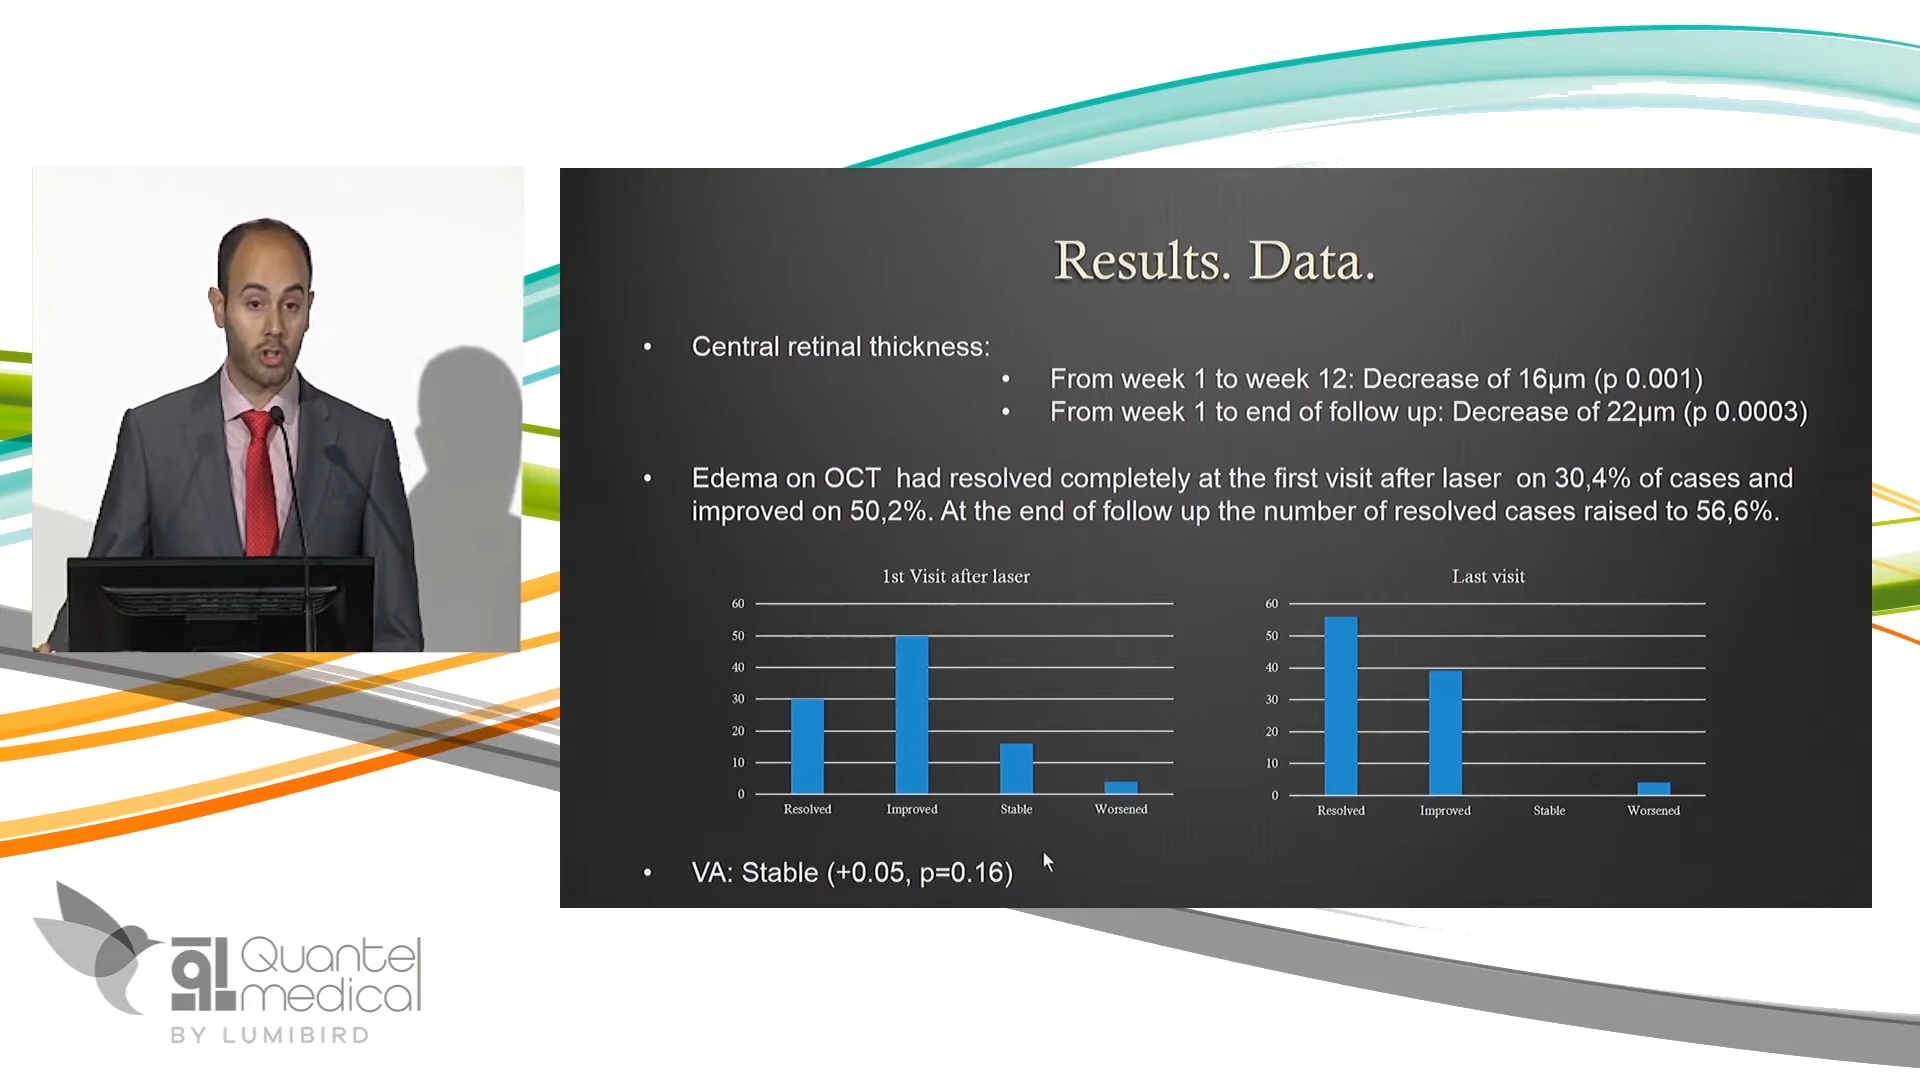 Results. Data.
• Central retinal thickness:
• From week 1 to week 12: Decrease of 16µm (p 0.001)
• From week 1 to end of follow up: Decrease of 22µm (p 0.0003)
• Edema on OCT had resolved completely at the first visit after laser on 30,4% of cases and
improved on 50,2%. At the end of follow up the number of resolved cases raised to 56,6%.
1st Visit after laser
60
50
40
30
20
10
0
Resolved Improved Stable Worsened
Last visit
60
50
40
30
20
10
0
Resolved Improved Stable Worsened
• VA: Stable (+0.05, p=0.16)
Quantel
medical
BY LUMIBIRD